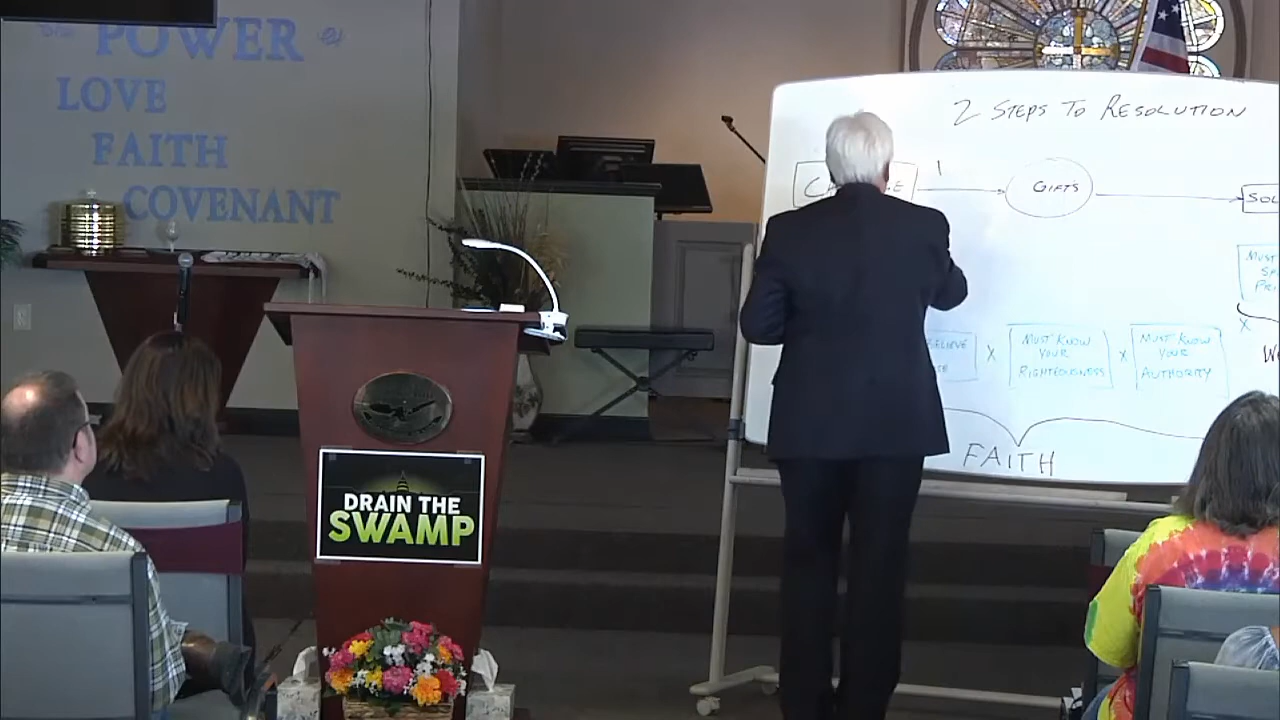 POWER
LOVE
FAITH
COVENANT
2 STEPS TO RESOLUTION
1
GIFTS
MUST KNOW
YOUR
RIGHTEOUSNESS
X
MUST KNOW
YOUR
AUTHORITY
X
X
FAITH
DRAIN THE
SWAMP